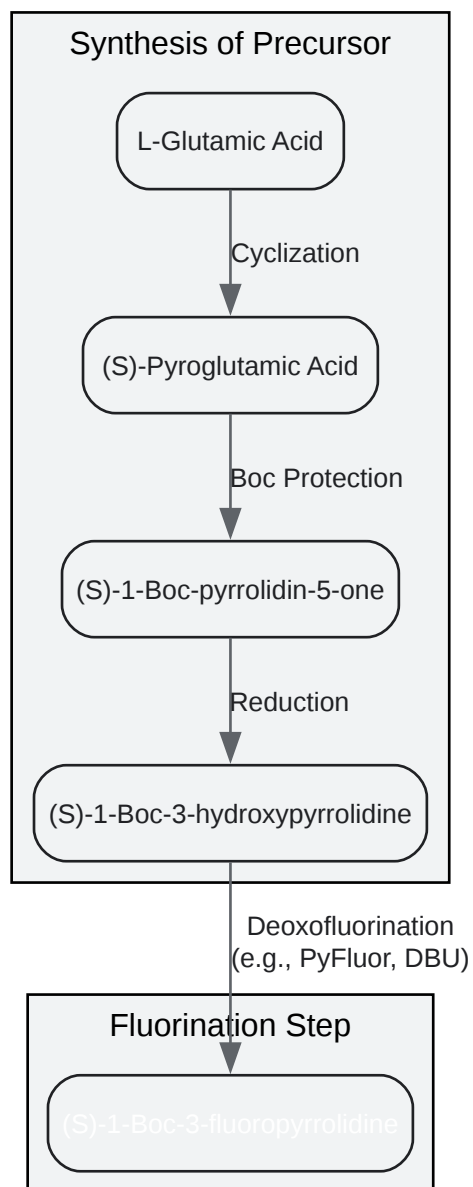 Synthesis of Precursor
L-Glutamic Acid
Cyclization
(S)-Pyroglutamic Acid
Boc Protection
(S)-1-Boc-pyrrolidin-5-one
Reduction
(S)-1-Boc-3-hydroxypyrrolidine
Deoxofluorination
(e.g., PyFluor, DBU)
Fluorination Step
(S)-1-Boc-3-fluoropyrrolidine